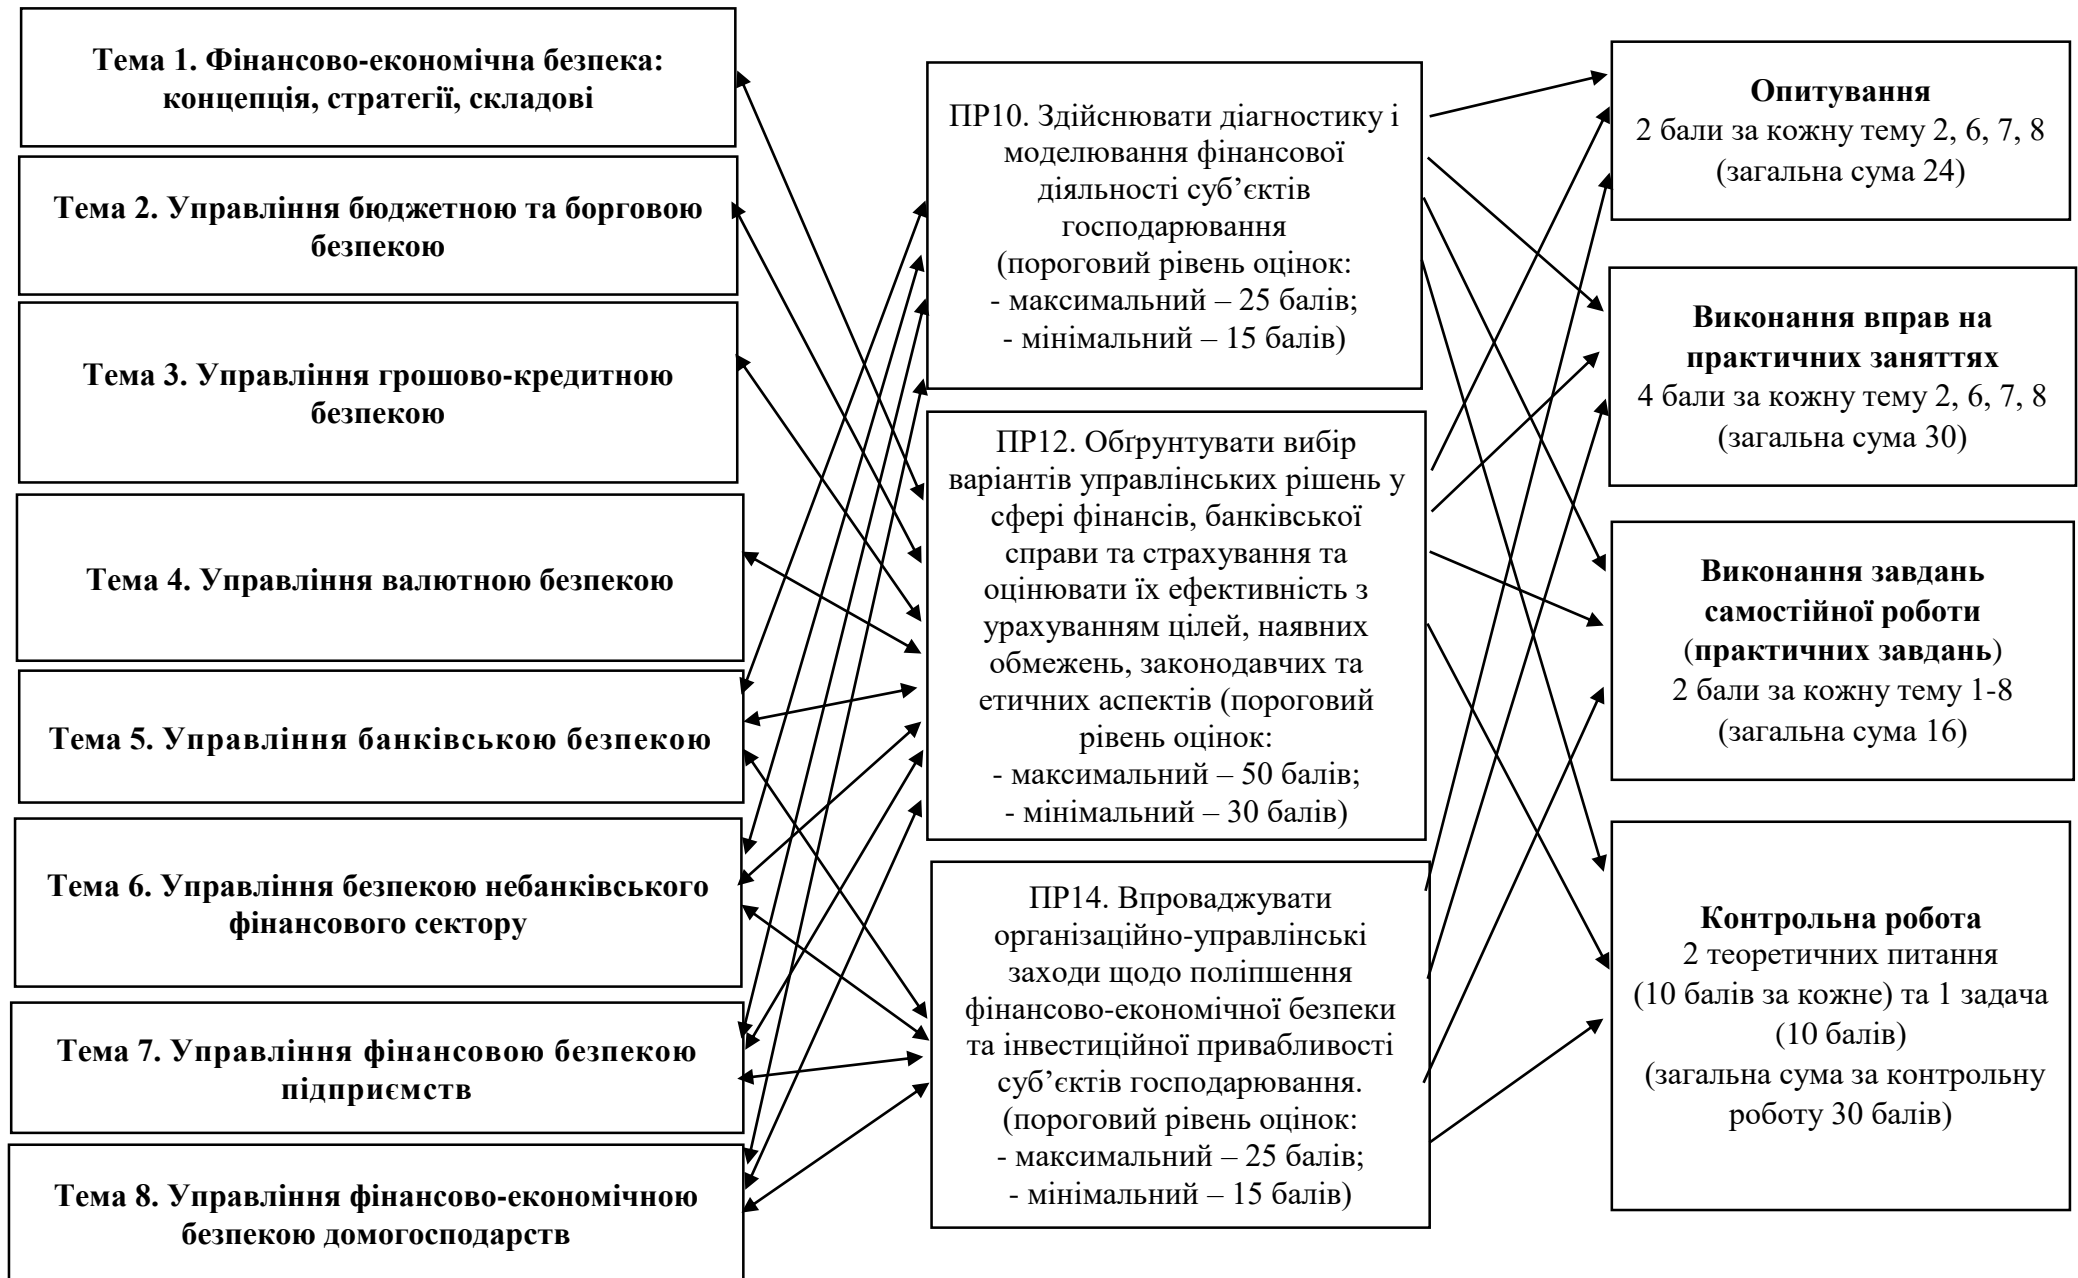 Тема 1. Фінансово-економічна безпека:
концепція, стратегії, складові
Тема 2. Управління бюджетною та борговою
безпекою
Тема 3. Управління грошово-кредитною
безпекою
Тема 4. Управління валютною безпекою
Тема 5. Управління банківською безпекою
Тема 6. Управління безпекою небанківського
фінансового сектору
Тема 7. Управління фінансовою безпекою
підприємств
Тема 8. Управління фінансово-економічною
безпекою домогосподарств
ПР10. Здійснювати діагностику і
моделювання фінансової
діяльності суб’єктів
господарювання
(пороговий рівень оцінок:
- максимальний – 25 балів;
- мінімальний – 15 балів)
ПР12. Обґрунтувати вибір
варіантів управлінських рішень у
сфері фінансів, банківської
справи та страхування та
оцінювати їх ефективність з
урахуванням цілей, наявних
обмежень, законодавчих та
етичних аспектів (пороговий
рівень оцінок:
- максимальний – 50 балів;
- мінімальний – 30 балів)
ПР14. Впроваджувати
організаційно-управлінські
заходи щодо поліпшення
фінансово-економічної безпеки
та інвестиційної привабливості
суб’єктів господарювання.
(пороговий рівень оцінок:
- максимальний – 25 балів;
- мінімальний – 15 балів)
Опитування
2 бали за кожну тему 2, 6, 7, 8
(загальна сума 24)
Виконання вправ на
практичних заняттях
4 бали за кожну тему 2, 6, 7, 8
(загальна сума 30)
Виконання завдань
самостійної роботи
(практичних завдань)
2 бали за кожну тему 1-8
(загальна сума 16)
Контрольна робота
2 теоретичних питання
(10 балів за кожне) та 1 задача
(10 балів)
(загальна сума за контрольну
роботу 30 балів)